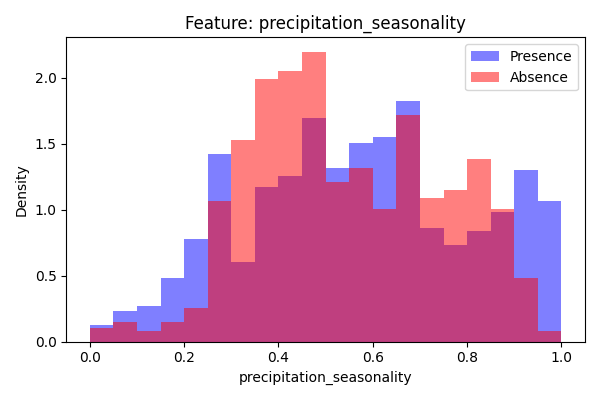 Feature: precipitation_seasonality
Presence
Absence
Density
2.0
1.5
1.0
0.5
0.0
0.0 0.2 0.4 0.6 0.8 1.0
precipitation_seasonality